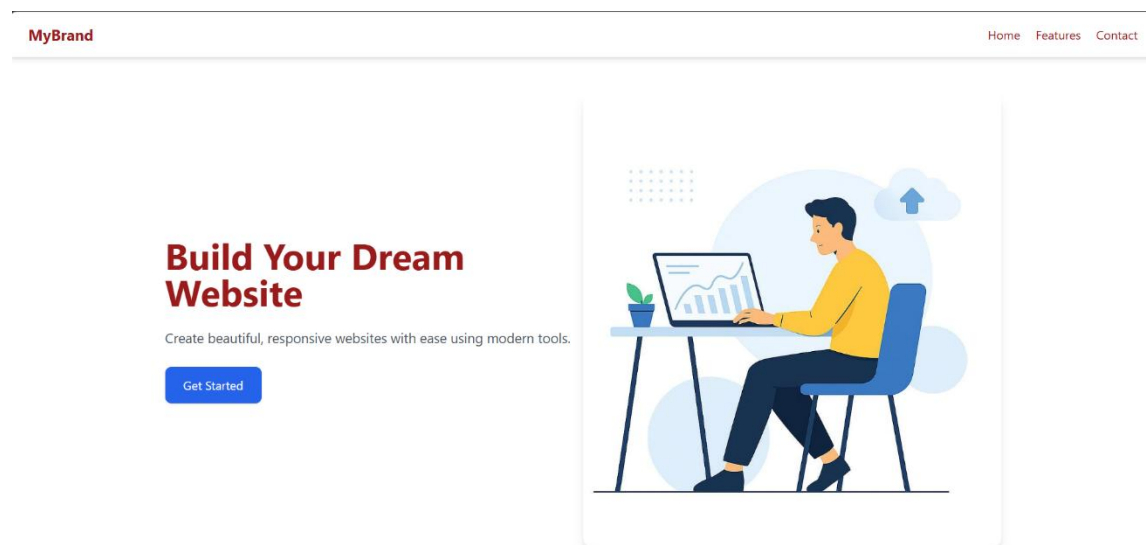 MyBrand
Home Features Contact
Build Your Dream
Website
Create beautiful, responsive websites with ease using modern tools.
Get Started